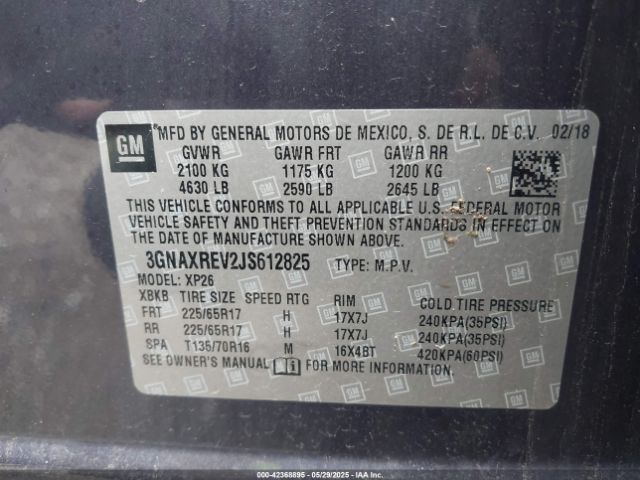 GM
*MFD BY GENERAL MOTORS DE MEXICO, S. DE R.L. DE C.V. 02/18
GVWR GAWR FRT GAWR RR
2100 KG 1175 KG 1200 KG
4630 LB 2590 LB 2645 LB
THIS VEHICLE CONFORMS TO ALL APPLICABLE U.S. FEDERAL MOTOR
VEHICLE SAFETY AND THEFT PREVENTION STANDARDS IN EFFECT ON THE
DATE OF MANUFACTURE SHOWN ABOVE.
3GNAXREV2JS612825 TYPE: M.P.V.
MODEL: XP26
XBKB TIRE SIZE SPEED RTG RIM COLD TIRE PRESSURE
FRT 225/65R17 H 17X7J 240KPA(35PSI)
RR 225/65R17 H 17X7J 240KPA(35PSI)
SPA T135/70R16 M 16X4BT 420KPA(60PSI)
SEE OWNER'S MANUAL FOR MORE INFORMATION.
000-42368895 - 05/29/2025 - IAAI.COM